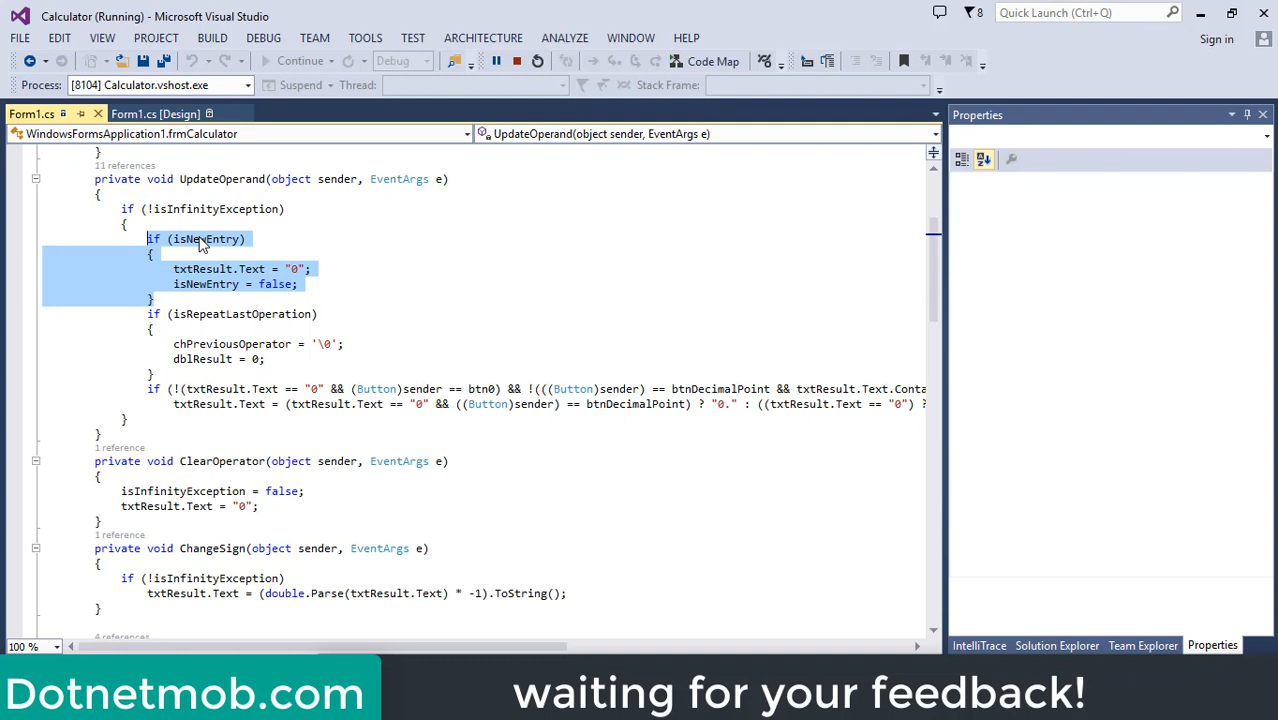 Calculator (Running) - Microsoft Visual Studio
8
Quick Launch (Ctrl+Q)
FILE EDIT VIEW PROJECT BUILD DEBUG TEAM TOOLS TEST ARCHITECTURE ANALYZE WINDOW HELP
Sign in
Continue Debug Code Map
Process: [8104] Calculator.vshost.exe Suspend Thread: Stack Frame:
Form1.cs Form1.cs [Design]
Properties
WindowsFormsApplication1.frmCalculator UpdateOperand(object sender, EventArgs e)
}
11 references
private void UpdateOperand(object sender, EventArgs e)
{
if (!isInfinityException)
{
if (isNewEntry)
{
txtResult.Text = "0";
isNewEntry = false;
}
if (isRepeatLastOperation)
{
chPreviousOperator = '\0';
dblResult = 0;
}
if (!(txtResult.Text == "0" && (Button)sender == btn0) && !(((Button)sender) == btnDecimalPoint && txtResult.Text.Conta
txtResult.Text = (txtResult.Text == "0" && ((Button)sender) == btnDecimalPoint) ? "0." : ((txtResult.Text == "0") ?
}
}
1 reference
private void ClearOperator(object sender, EventArgs e)
{
isInfinityException = false;
txtResult.Text = "0";
}
1 reference
private void ChangeSign(object sender, EventArgs e)
{
if (!isInfinityException)
txtResult.Text = (double.Parse(txtResult.Text) * -1).ToString();
}
4 references
100 %
IntelliTrace Solution Explorer Team Explorer Properties
Dotnetmob.com
waiting for your feedback!